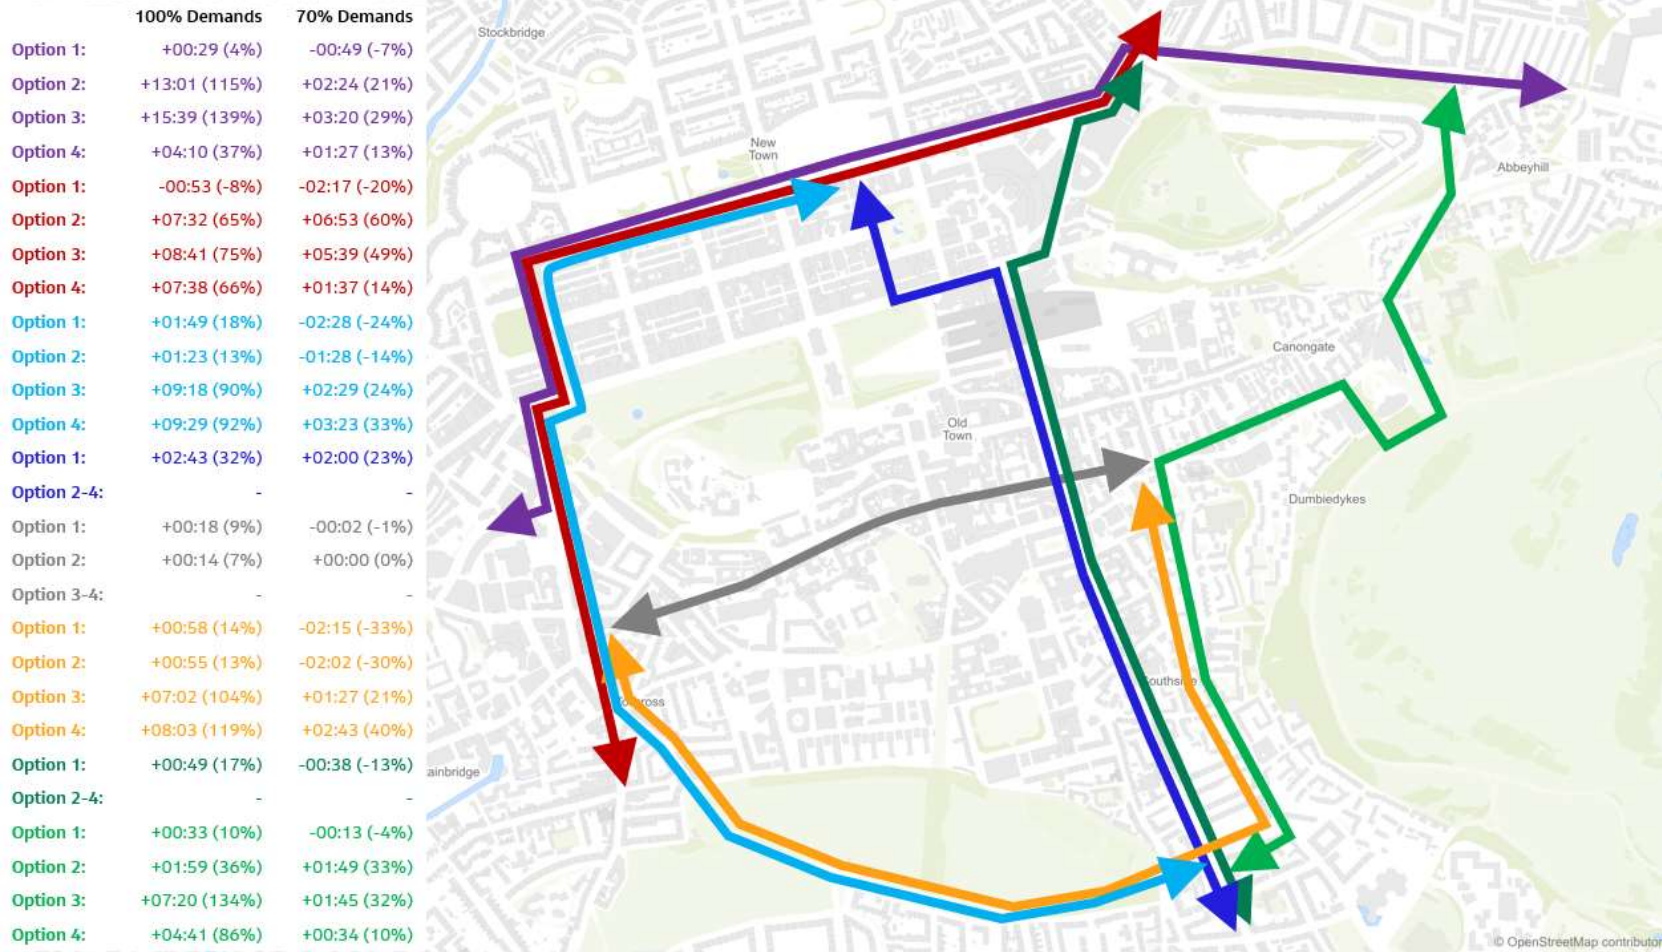 100% Demands 70% Demands
Option 1: +00:29 (4%) -00:49 (-7%)
Option 2: +13:01 (115%) +02:24 (21%)
Option 3: +15:39 (139%) +03:20 (29%)
Option 4: +04:10 (37%) +01:27 (13%)
Option 1: -00:53 (-8%) -02:17 (-20%)
Option 2: +07:32 (65%) +06:53 (60%)
Option 3: +08:41 (75%) +05:39 (49%)
Option 4: +07:38 (66%) +01:37 (14%)
Option 1: +01:49 (18%) -02:28 (-24%)
Option 2: +01:23 (13%) -01:28 (-14%)
Option 3: +09:18 (90%) +02:29 (24%)
Option 4: +09:29 (92%) +03:23 (33%)
Option 1: +02:43 (32%) +02:00 (23%)
Option 2-4: - -
Option 1: +00:18 (9%) -00:02 (-1%)
Option 2: +00:14 (7%) +00:00 (0%)
Option 3-4: - -
Option 1: +00:58 (14%) -02:15 (-33%)
Option 2: +00:55 (13%) -02:02 (-30%)
Option 3: +07:02 (104%) +01:27 (21%)
Option 4: +08:03 (119%) +02:43 (40%)
Option 1: +00:49 (17%) -00:38 (-13%)
Option 2-4: - -
Option 1: +00:33 (10%) -00:13 (-4%)
Option 2: +01:59 (36%) +01:49 (33%)
Option 3: +07:20 (134%) +01:45 (32%)
Option 4: +04:41 (86%) +00:34 (10%)
Stockbridge
New
Town
Abbeyhill
Canongate
Old
Town
Dumbiedykes
Southside
ainbridge
© OpenStreetMap contributor